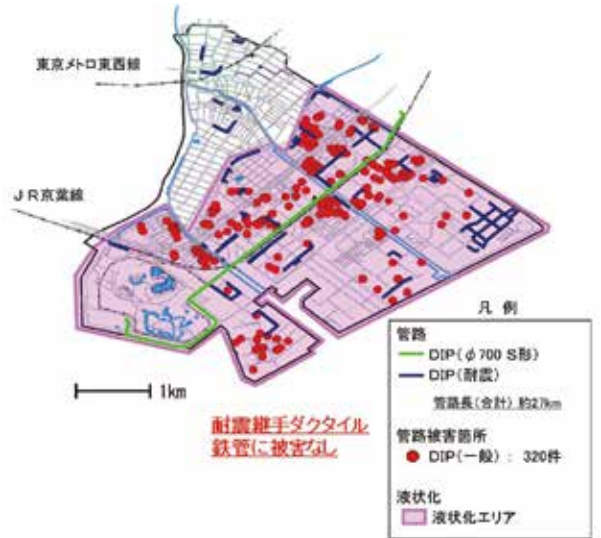 東京メトロ東西線
JR京葉線
1km
耐震継手ダクタイル
鉄管に被害なし
凡 例
管路
DIP(φ700 S形)
DIP(耐震)
管路長(合計) 約27km
管路被害箇所
DIP(一般): 320件
液状化
液状化エリア